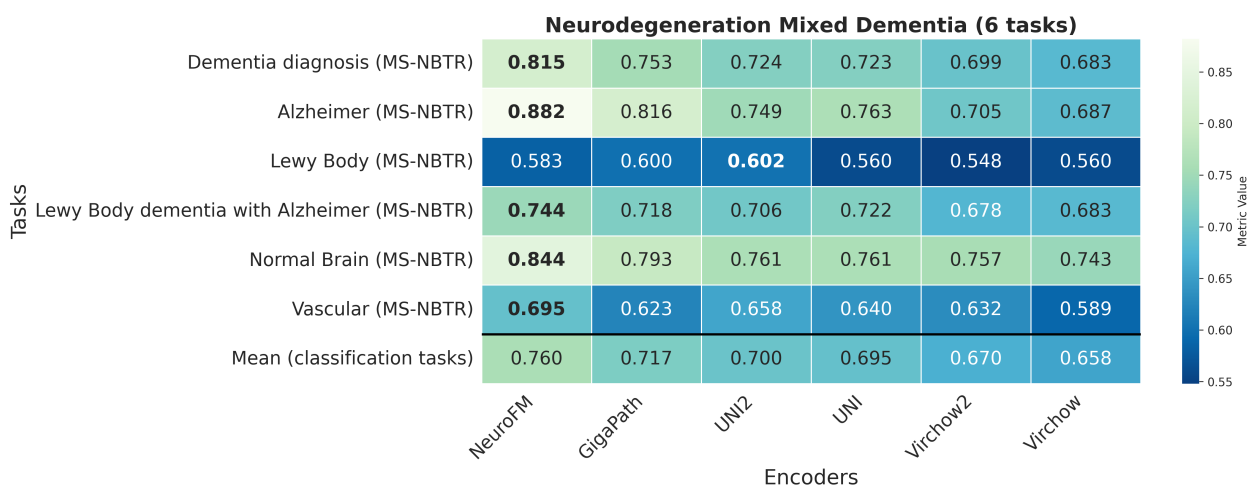 Neurodegeneration Mixed Dementia (6 tasks)
Dementia diagnosis (MS-NBTR) 0.815 0.753 0.724 0.723 0.699 0.683
Alzheimer (MS-NBTR) 0.882 0.816 0.749 0.763 0.705 0.687
Lewy Body (MS-NBTR) 0.583 0.600 0.602 0.560 0.548 0.560
Lewy Body dementia with Alzheimer (MS-NBTR) 0.744 0.718 0.706 0.722 0.678 0.683
Normal Brain (MS-NBTR) 0.844 0.793 0.761 0.761 0.757 0.743
Vascular (MS-NBTR) 0.695 0.623 0.658 0.640 0.632 0.589
Mean (classification tasks) 0.760 0.717 0.700 0.695 0.670 0.658
Tasks
NeuroFM GigaPath UNI2 UNI Virchow2 Virchow
Encoders
0.85
0.80
0.75
0.70
0.65
0.60
0.55
Metric Value